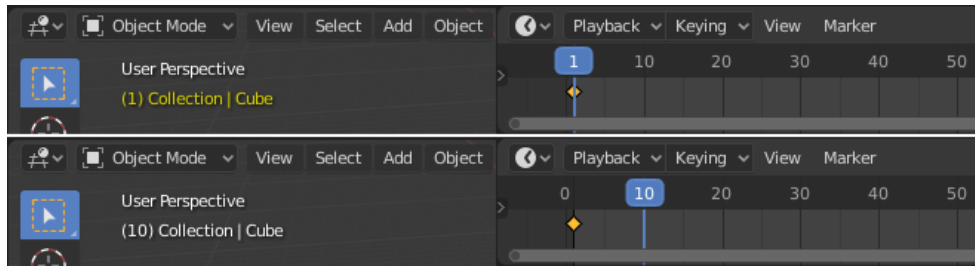 Object Mode View Select Add Object Playback Keying View Marker
User Perspective 1 10 20 30 40 50
(1) Collection | Cube
Object Mode View Select Add Object Playback Keying View Marker
User Perspective 0 10 20 30 40 50
(10) Collection | Cube